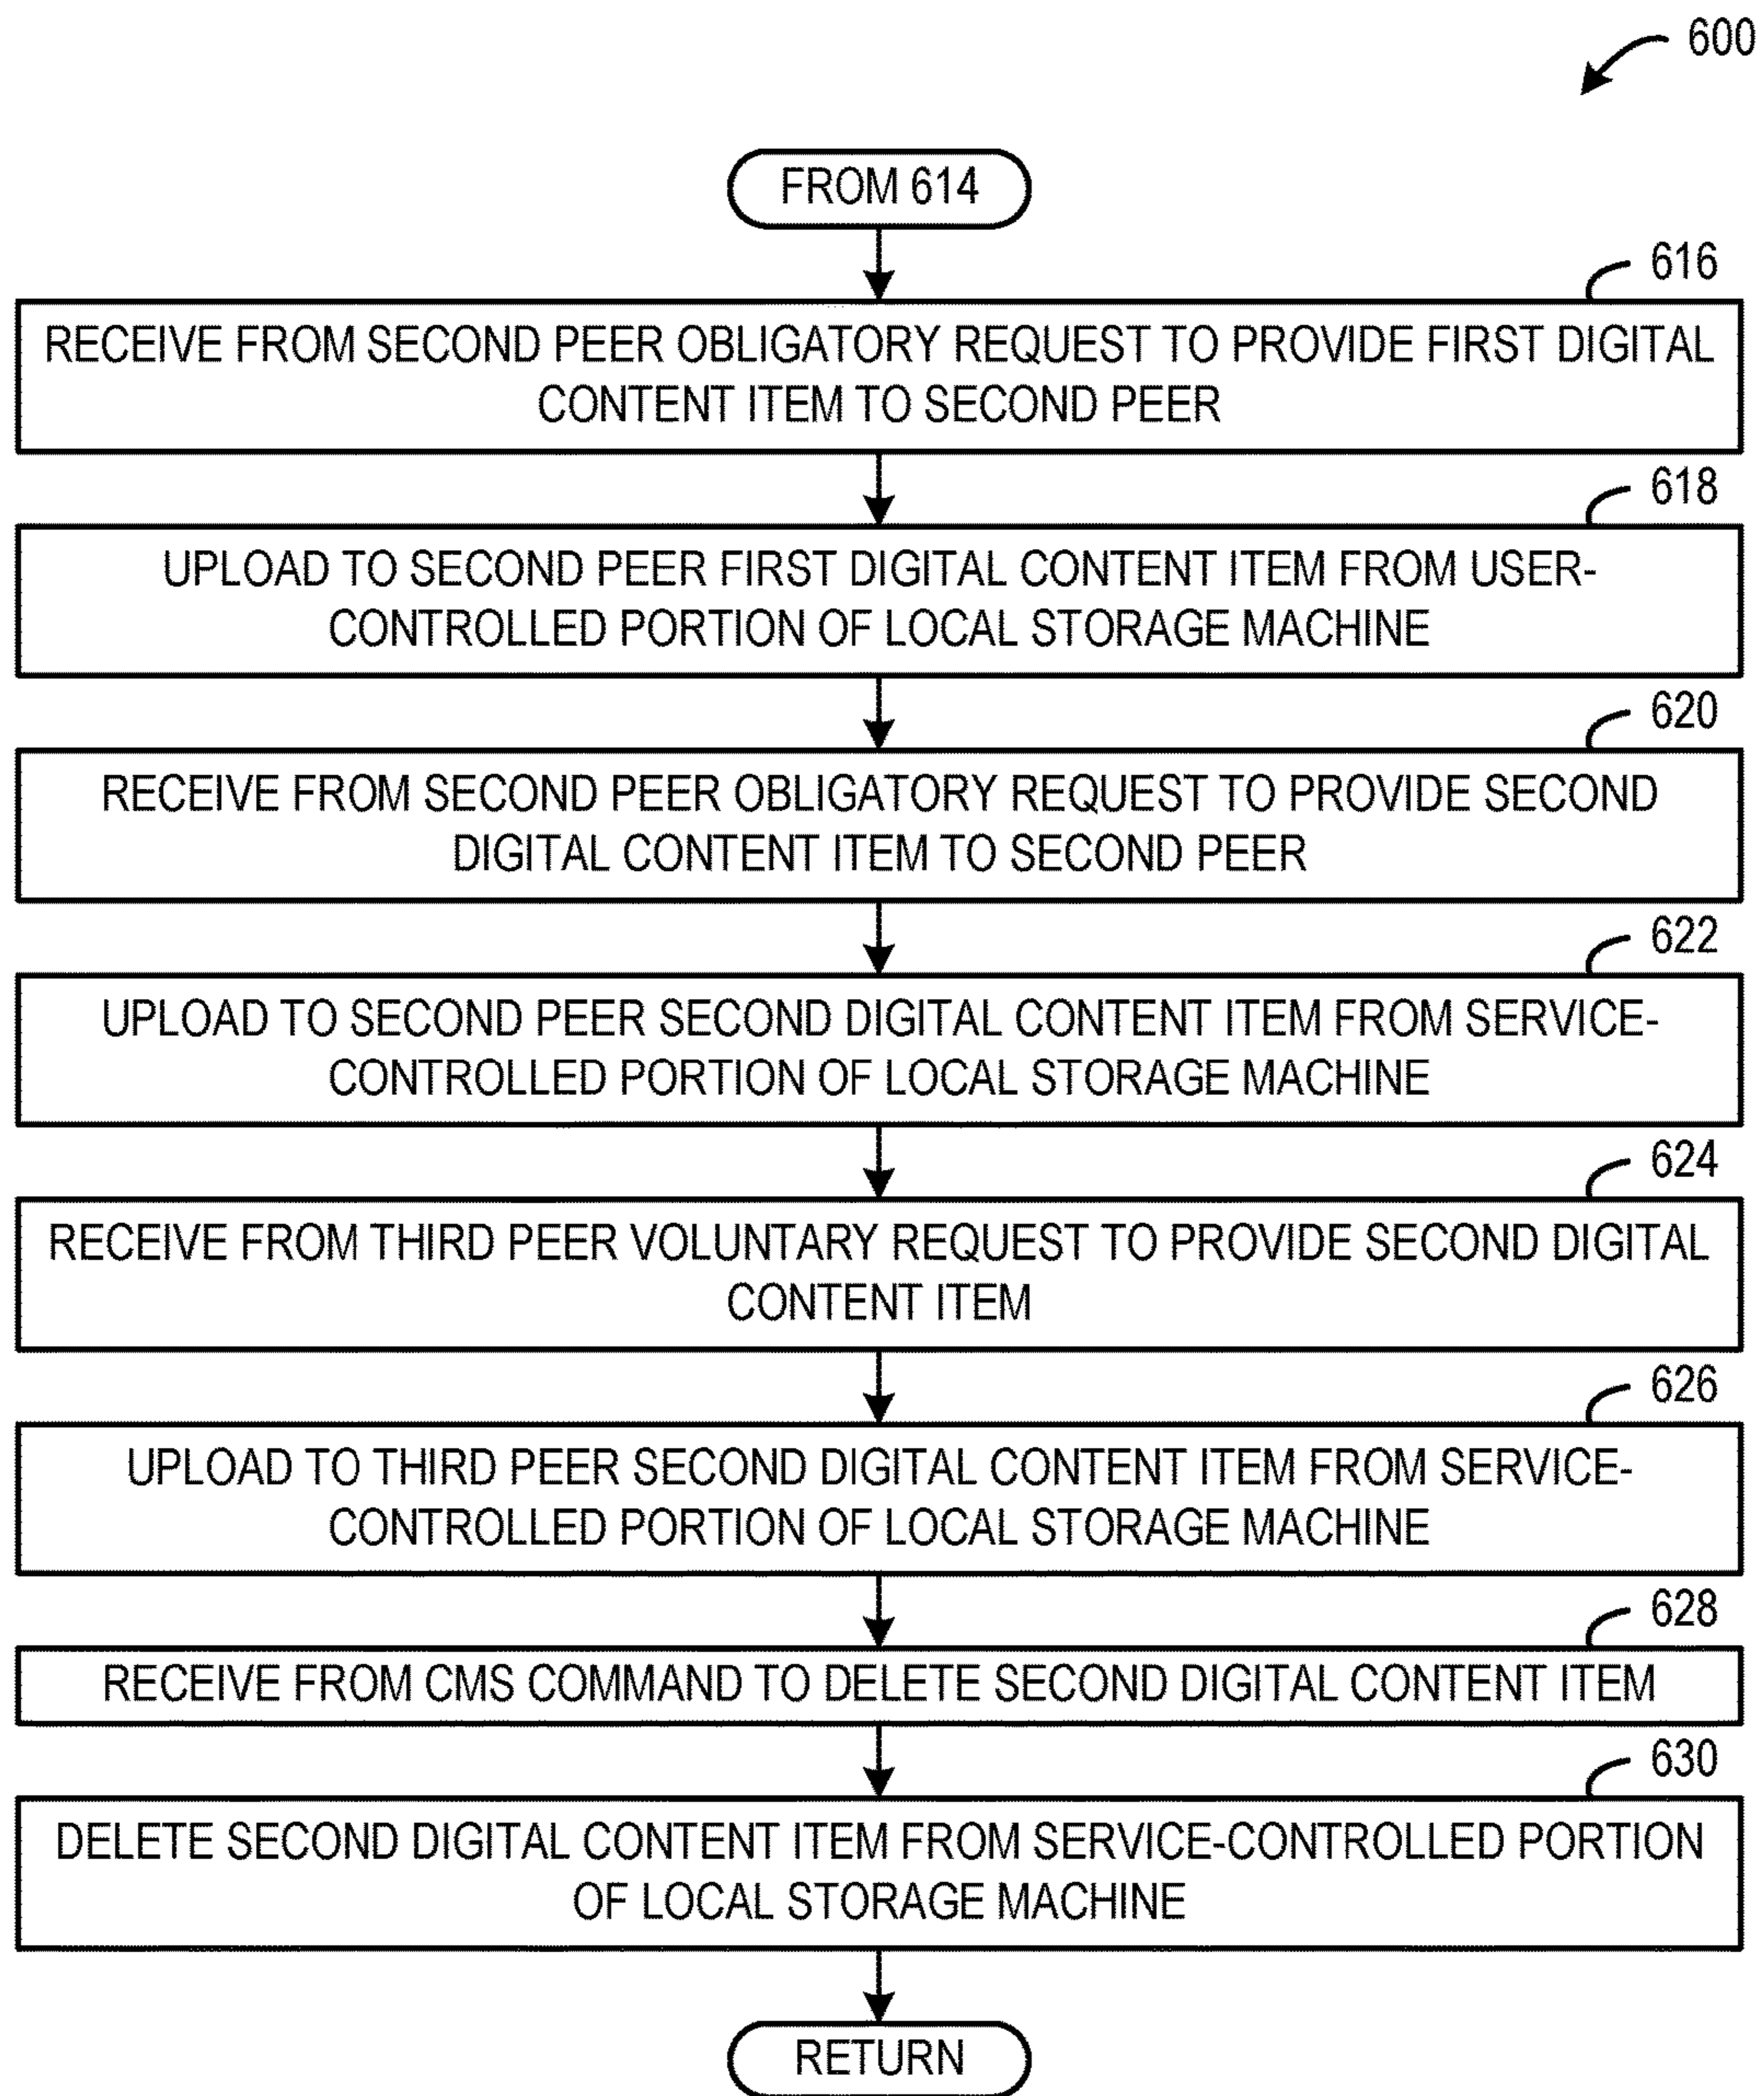 600
FROM 614
616
RECEIVE FROM SECOND PEER OBLIGATORY REQUEST TO PROVIDE FIRST DIGITAL
CONTENT ITEM TO SECOND PEER
618
UPLOAD TO SECOND PEER FIRST DIGITAL CONTENT ITEM FROM USER-
CONTROLLED PORTION OF LOCAL STORAGE MACHINE
620
RECEIVE FROM SECOND PEER OBLIGATORY REQUEST TO PROVIDE SECOND
DIGITAL CONTENT ITEM TO SECOND PEER
622
UPLOAD TO SECOND PEER SECOND DIGITAL CONTENT ITEM FROM SERVICE-
CONTROLLED PORTION OF LOCAL STORAGE MACHINE
624
RECEIVE FROM THIRD PEER VOLUNTARY REQUEST TO PROVIDE SECOND DIGITAL
CONTENT ITEM
626
UPLOAD TO THIRD PEER SECOND DIGITAL CONTENT ITEM FROM SERVICE-
CONTROLLED PORTION OF LOCAL STORAGE MACHINE
628
RECEIVE FROM CMS COMMAND TO DELETE SECOND DIGITAL CONTENT ITEM
630
DELETE SECOND DIGITAL CONTENT ITEM FROM SERVICE-CONTROLLED PORTION
OF LOCAL STORAGE MACHINE
RETURN